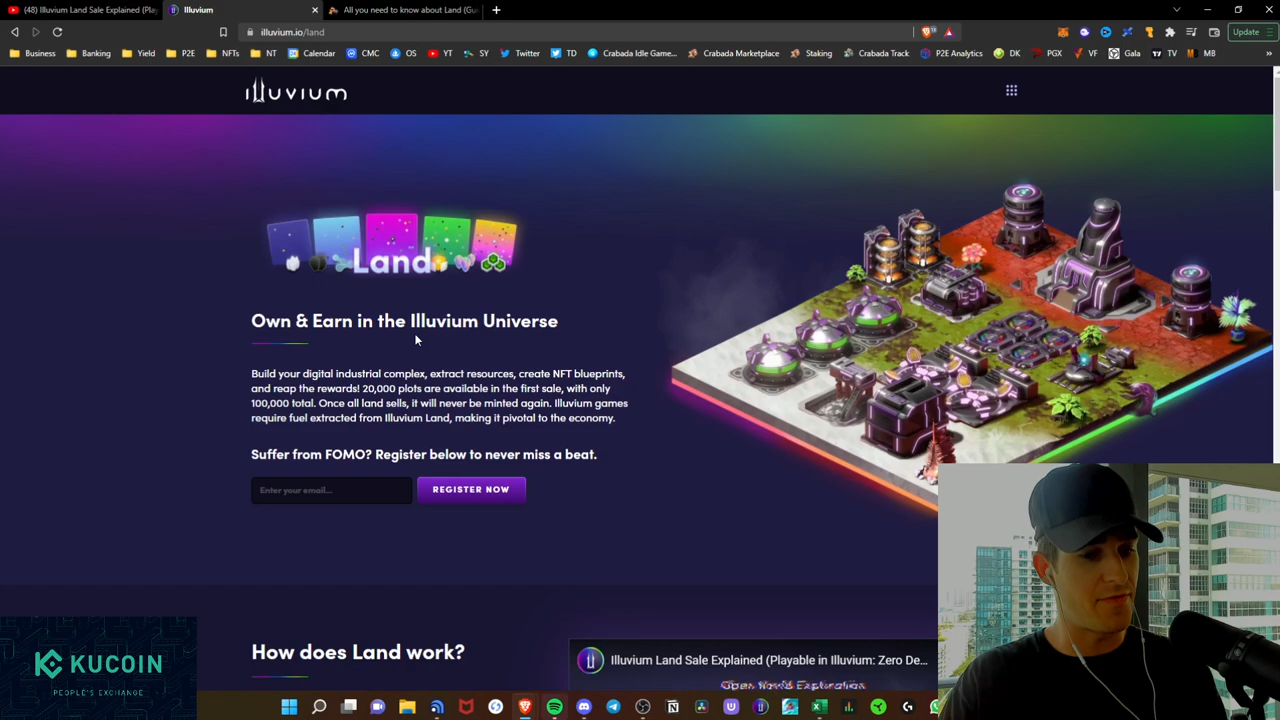 (48) Illuvium Land Sale Explained (Play
Illuvium
All you need to know about Land (Gu
illuvium.io/land
Update
Business
Banking
Yield
P2E
NFTs
NT
Calendar
CMC
OS
YT
SY
Twitter
TD
Crabada Idle Game...
Crabada Marketplace
Staking
Crabada Track
P2E Analytics
DK
PGX
VF
Gala
TV
MB
illuvium
Land
Own & Earn in the Illuvium Universe
Build your digital industrial complex, extract resources, create NFT blueprints,
and reap the rewards! 20,000 plots are available in the first sale, with only
100,000 total. Once all land sells, it will never be minted again. Illuvium games
require fuel extracted from Illuvium Land, making it pivotal to the economy.
Suffer from FOMO? Register below to never miss a beat.
Enter your email...
REGISTER NOW
How does Land work?
Illuvium Land Sale Explained (Playable in Illuvium: Zero De...
Open World Exploration
KUCOIN
PEOPLE'S EXCHANGE